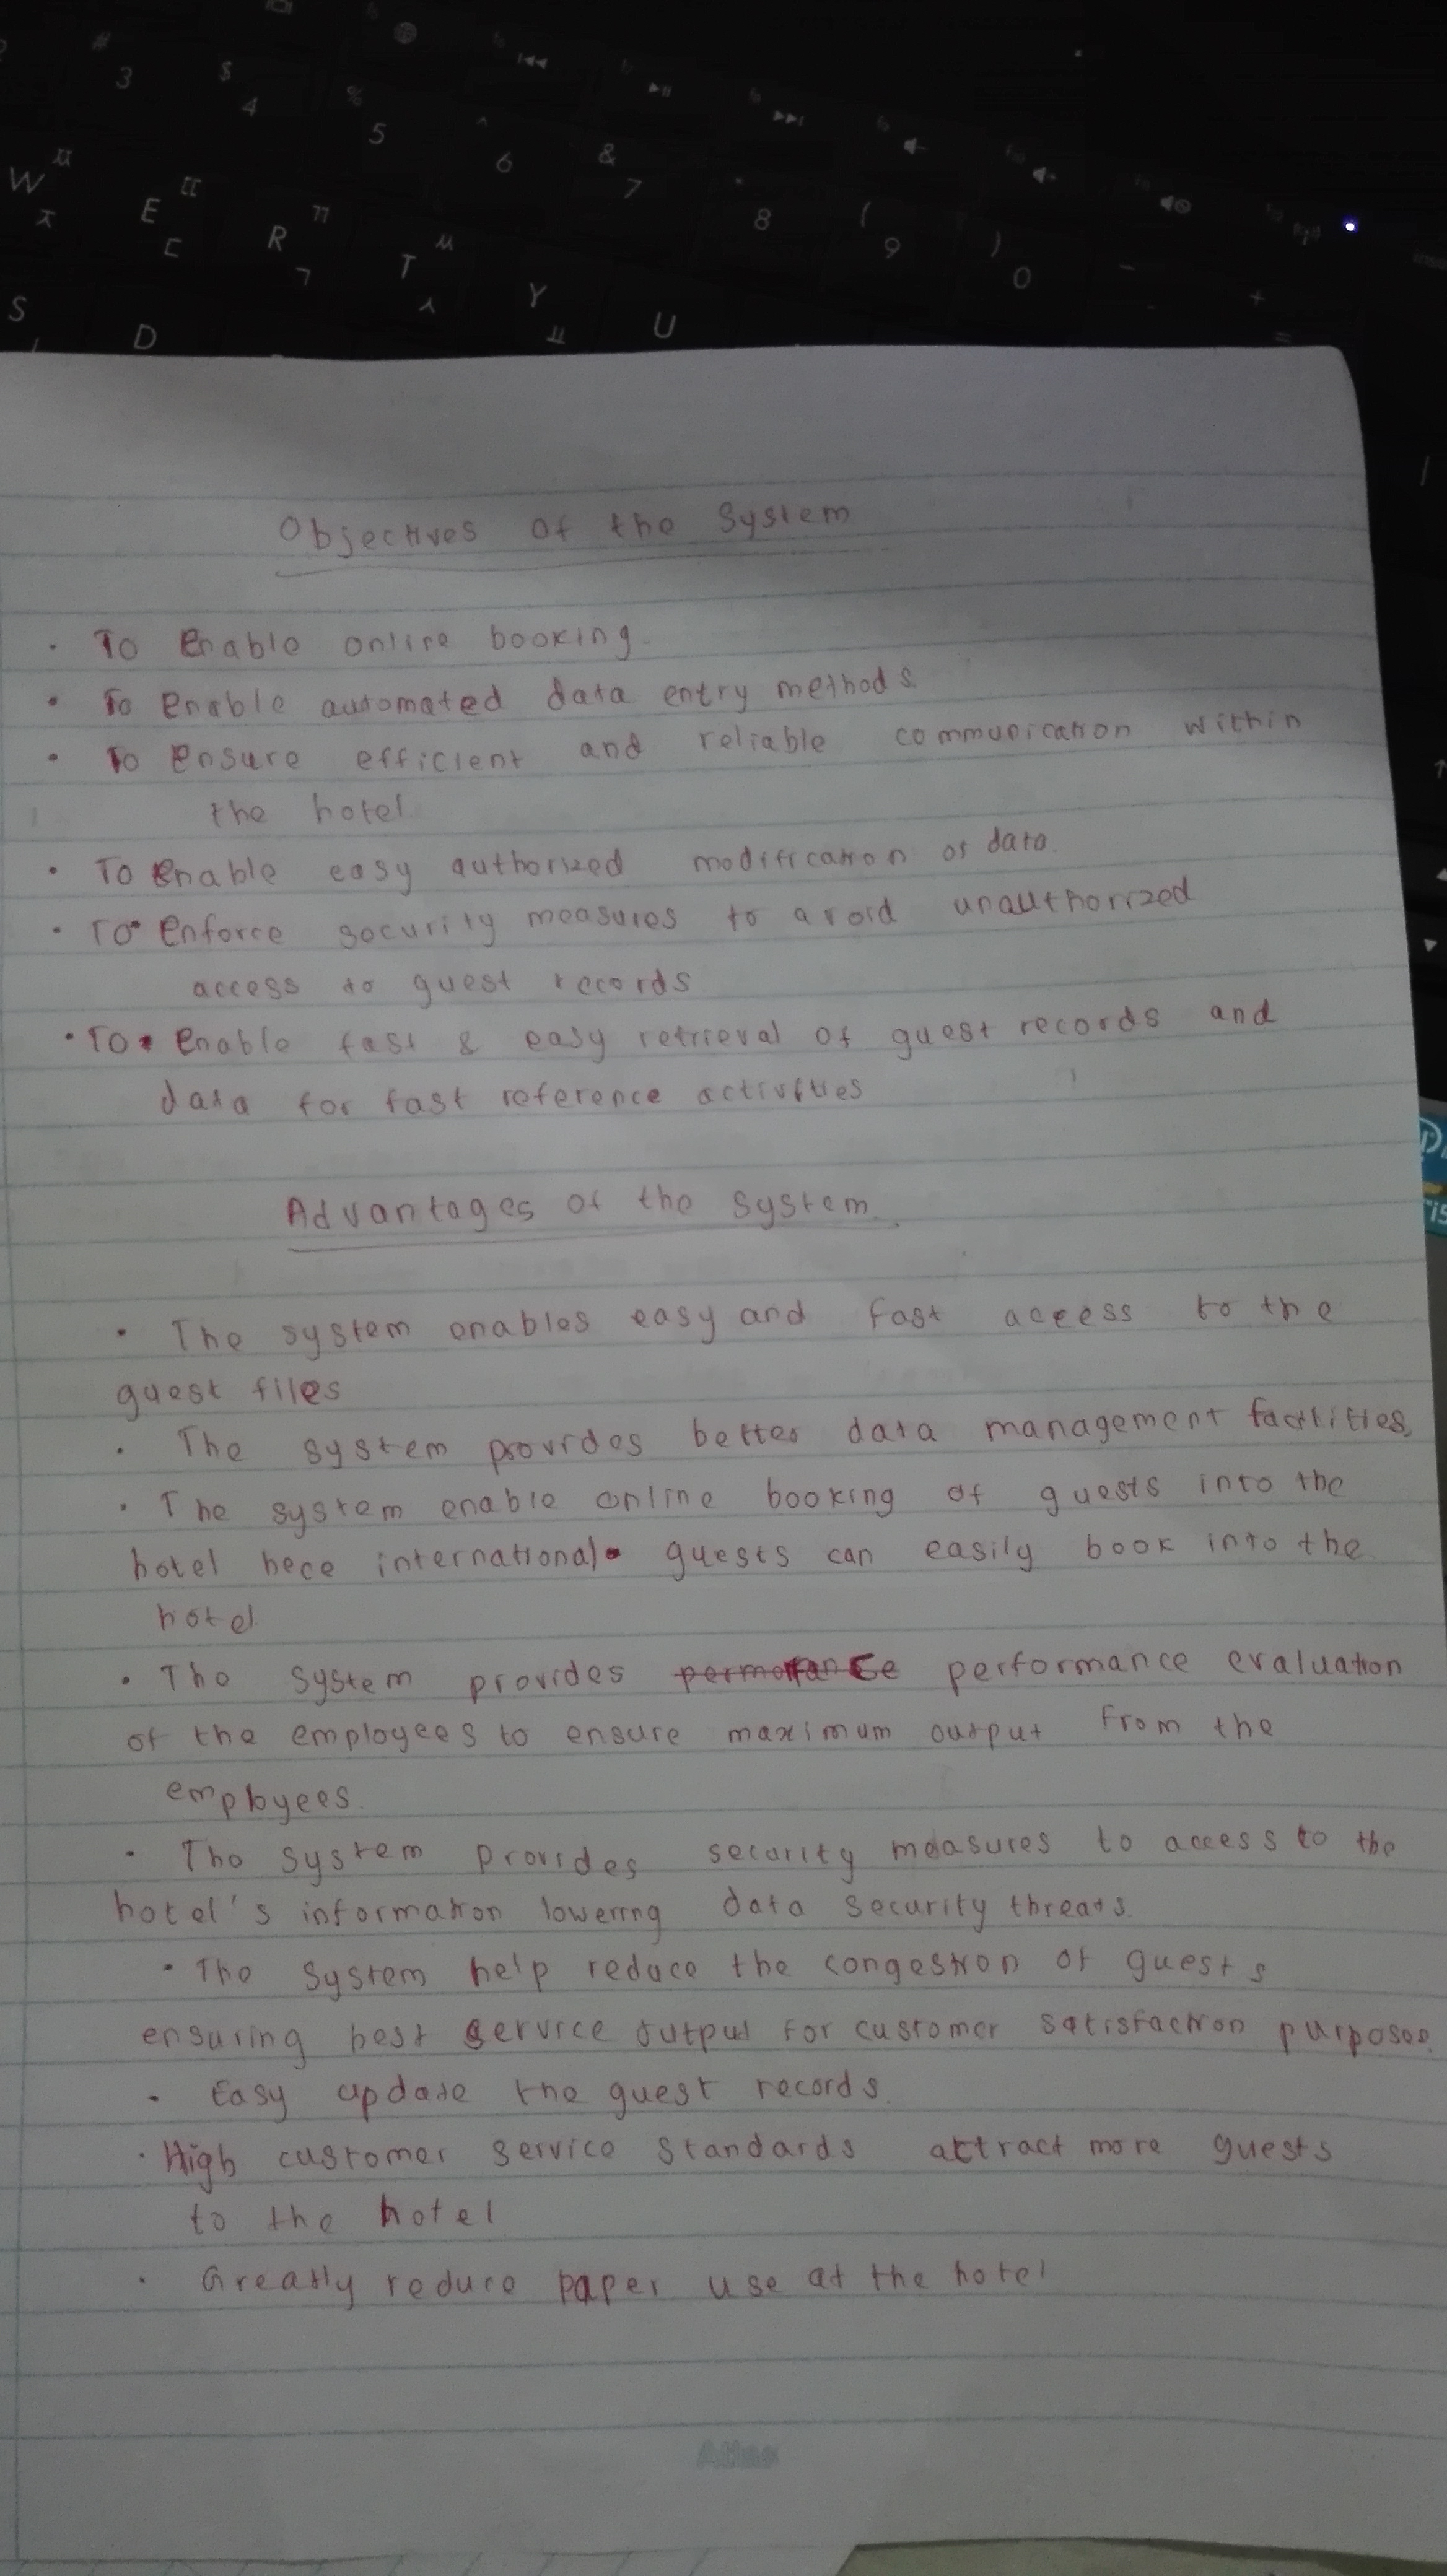 # 3 $ 4 % 5 ^ 6 & 7 * 8 ( 9 ) 0 - + =
W E R T Y U
S D
Objectives of the System
• To Enable online booking.
• To Enable automated data entry methods
• To Ensure efficient and reliable communication within
the hotel
• To Enable easy authorized modification of data.
• To Enforce security measures to avoid unauthorized
access to guest records
• To Enable fast & easy retrieval of guest records and
data for fast reference activities
Advantages of the System
• The system enables easy and fast access to the
guest files
• The system provides better data management facilities,
• The system enable online booking of guests into the
hotel hece international guests can easily book into the
hotel
• The system provides performance evaluation
of the employees to ensure maximum output from the
employees.
• The system provides security measures to access to the
hotel's information lowering data security threats.
• The system help reduce the congestion of guests
ensuring best service output for customer satisfaction purposes.
• Easy update the guest records.
• High customer service standards attract more guests
to the hotel
• Greatly reduce paper use at the hotel
Atlas